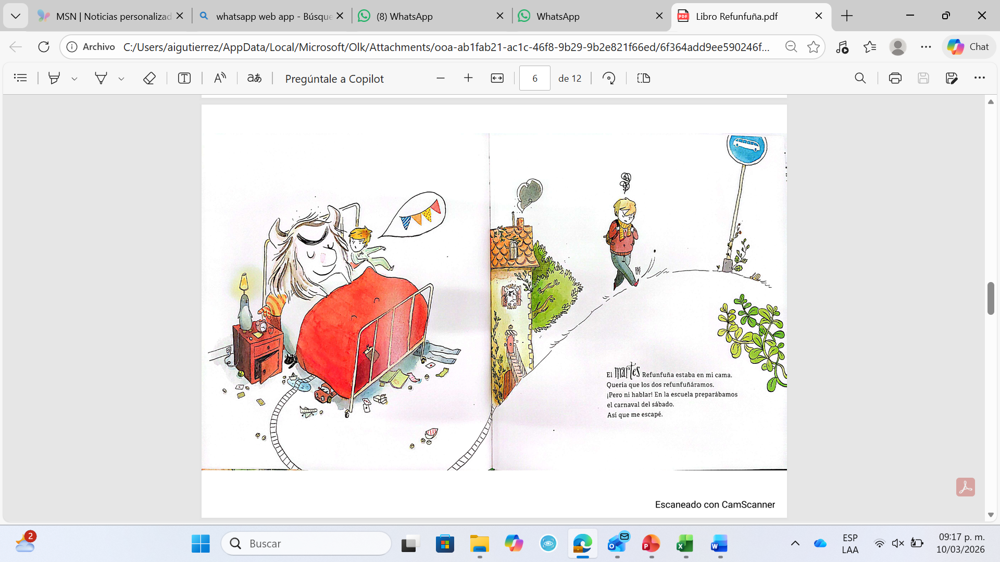 MSN | Noticias personalizad
whatsapp web app - Búsque
(8) WhatsApp
WhatsApp
Libro Refunfuña.pdf
Archivo
C:/Users/aigutierrez/AppData/Local/Microsoft/Olk/Attachments/ooa-ab1fab21-ac1c-46f8-9b29-9b2e821f66ed/6f364add9ee590246f...
Chat
Pregúntale a Copilot
6
de 12
PAF
El martes Refunfuña estaba en mi cama.
Quería que los dos refunfuñáramos.
¡Pero ni hablar! En la escuela preparábamos
el carnaval del sábado.
Así que me escapé.
Escaneado con CamScanner
2
Buscar
ESP
LAA
09:17 p. m.
10/03/2026